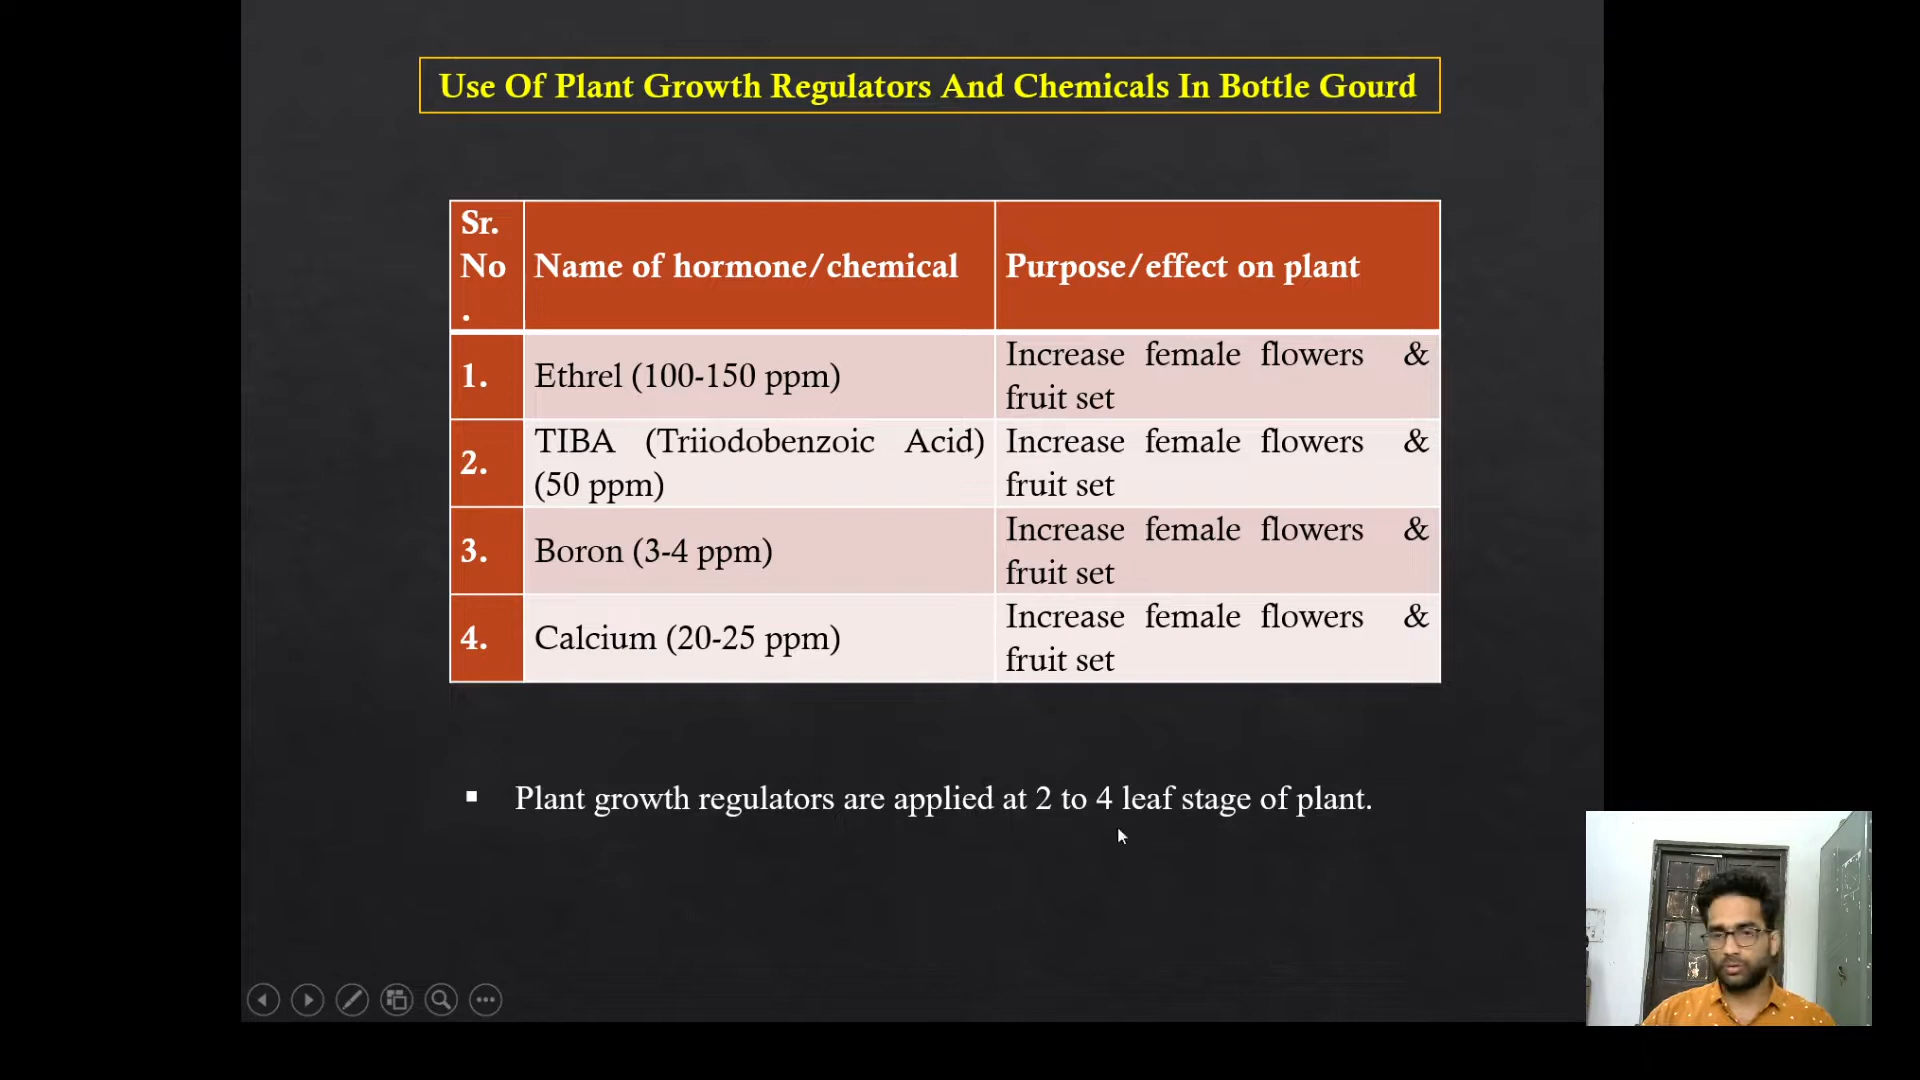 Use Of Plant Growth Regulators And Chemicals In Bottle Gourd
Sr.
No
.
Name of hormone/chemical
Purpose/effect on plant
1.
Ethrel (100-150 ppm)
Increase female flowers &
fruit set
2.
TIBA (Triiodobenzoic Acid)
(50 ppm)
Increase female flowers &
fruit set
3.
Boron (3-4 ppm)
Increase female flowers &
fruit set
4.
Calcium (20-25 ppm)
Increase female flowers &
fruit set
▪ Plant growth regulators are applied at 2 to 4 leaf stage of plant.